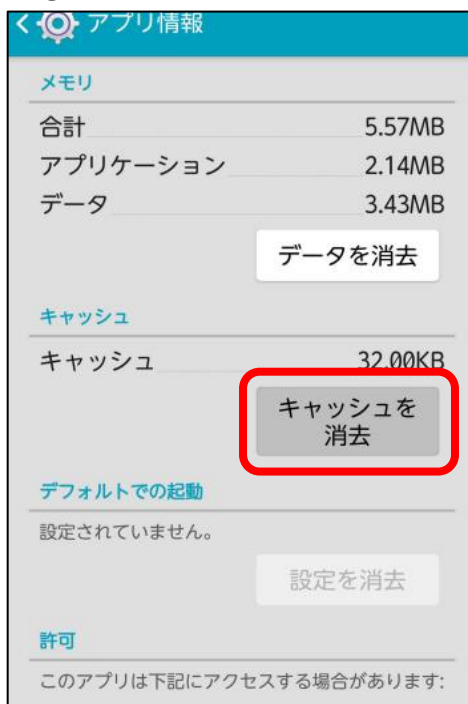 アプリ情報
メモリ
合計 5.57MB
アプリケーション 2.14MB
データ 3.43MB
データを消去
キャッシュ
キャッシュ 32.00KB
キャッシュを
消去
デフォルトでの起動
設定されていません。
設定を消去
許可
このアプリは下記にアクセスする場合があります: